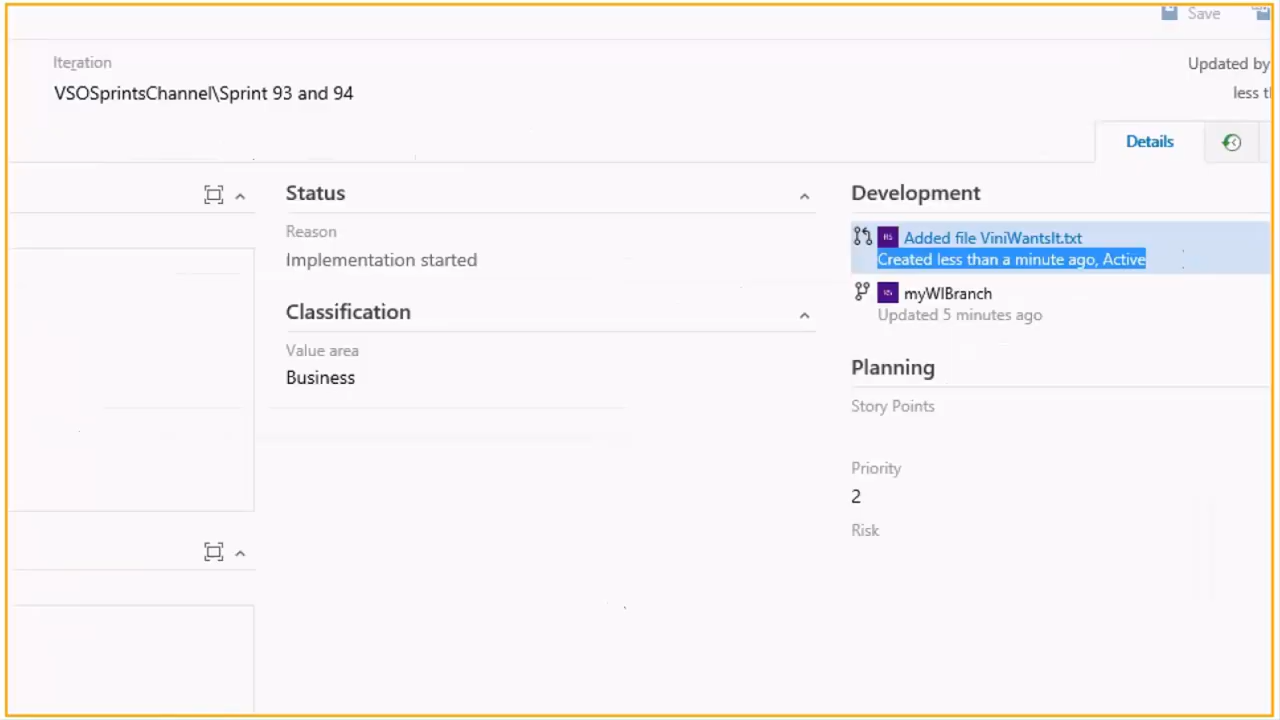 Save
Iteration
Updated by
VSOSprintsChannel\Sprint 93 and 94
less
Details
Status
Reason
Implementation started
Classification
Value area
Business
Development
Added file ViniWantsIt.txt
Created less than a minute ago, Active
myWIBranch
Updated 5 minutes ago
Planning
Story Points
Priority
2
Risk